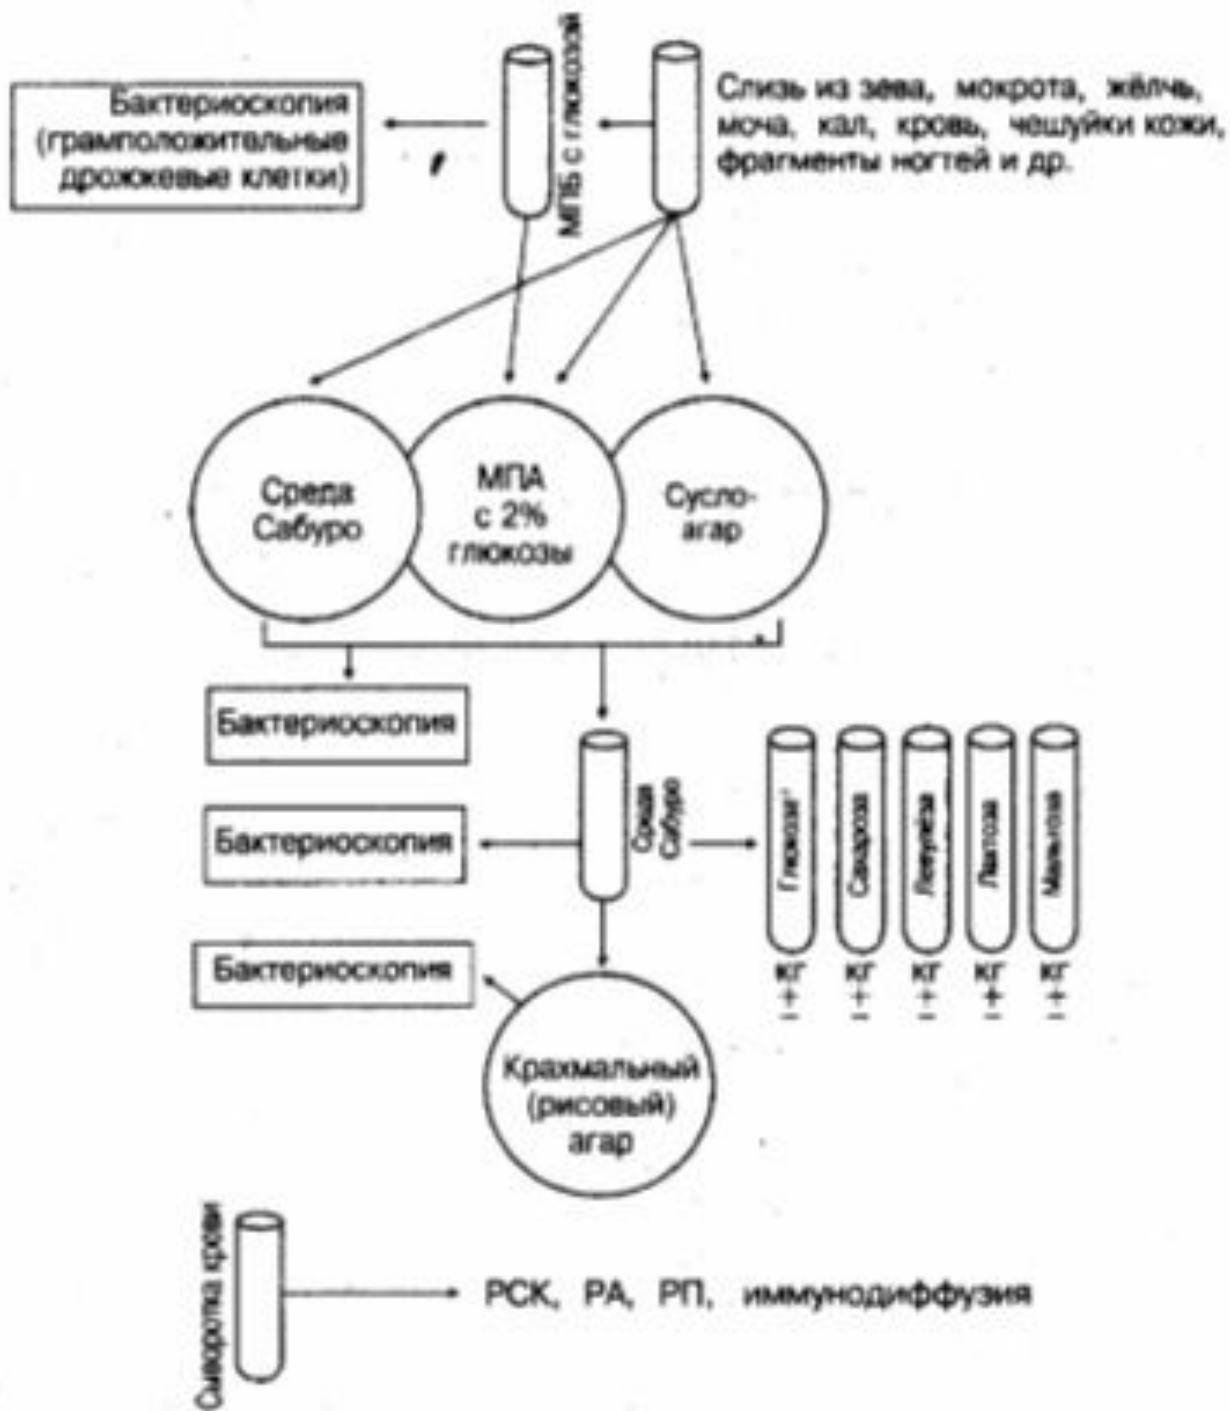 Бактериоскопия
(грамположительные
дрожжевые клетки)
МПБ с глюкозой
Слизь из зева, мокрота, жёлчь,
моча, кал, кровь, чешуйки кожи,
фрагменты ногтей и др.
Среда
Сабуро
МПА
с 2%
глюкозы
Сусло-
агар
Бактериоскопия
Бактериоскопия
Бактериоскопия
Среда
Сабуро
Глюкоза
Сахароза
Левулёза
Лактоза
Мальтоза
КГ КГ КГ КГ КГ
++ ++ ++ ++ ++
Крахмальный
(рисовый)
агар
Сыворотка крови
РСК, РА, РП, иммунодиффузия